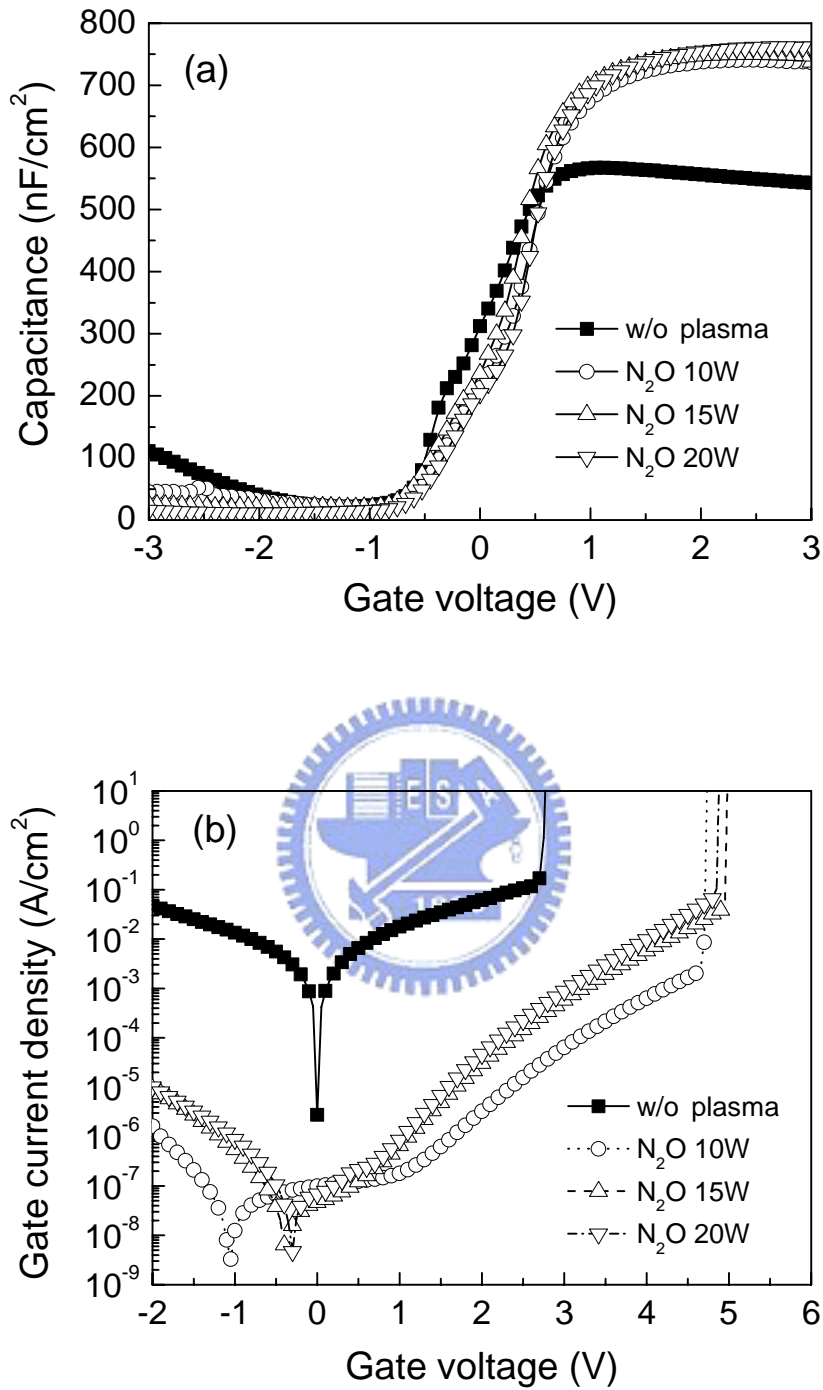 800
700
600
500
400
300
200
100
0
Capacitance (nF/cm²)
(a)
w/o plasma
N₂O 10W
N₂O 15W
N₂O 20W
-3 -2 -1 0 1 2 3
Gate voltage (V)
10¹
10⁰
10⁻¹
10⁻²
10⁻³
10⁻⁴
10⁻⁵
10⁻⁶
10⁻⁷
10⁻⁸
10⁻⁹
Gate current density (A/cm²)
(b)
E S
w/o plasma
N₂O 10W
N₂O 15W
N₂O 20W
-2 -1 0 1 2 3 4 5 6
Gate voltage (V)